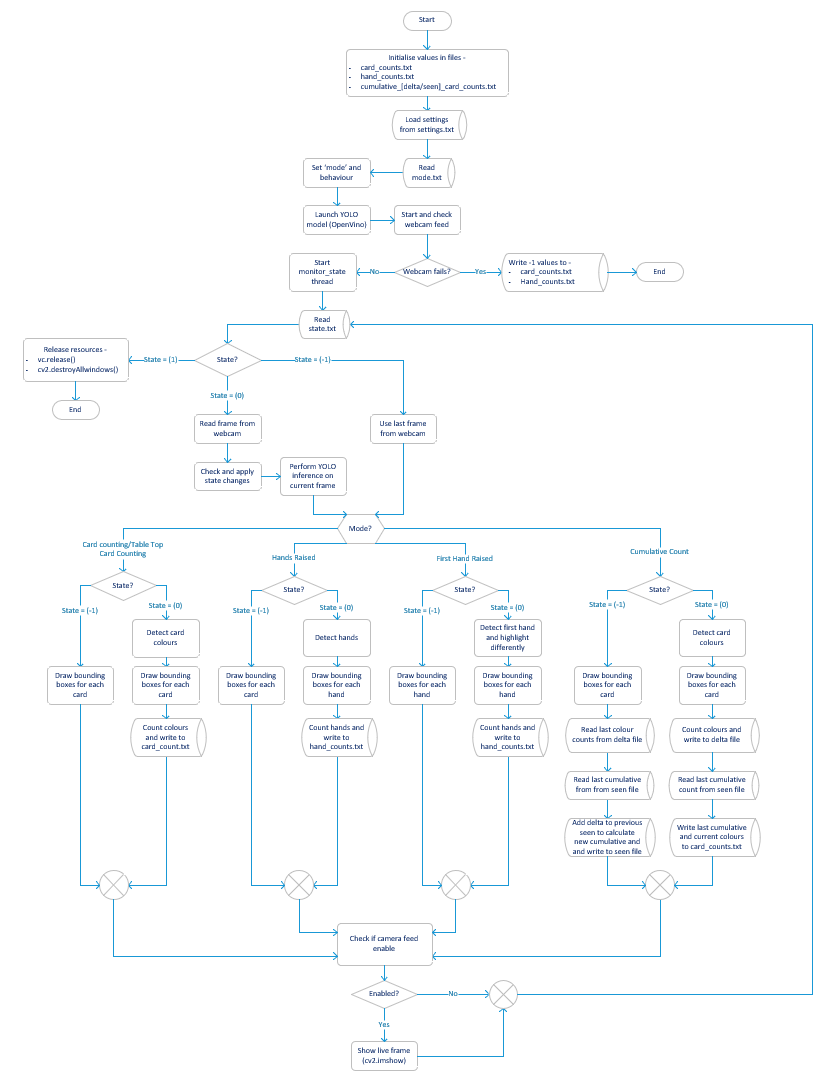 Start
Initialise values in files -
- card_counts.txt
- hand_counts.txt
- cumulative_[delta/seen]_card_counts.txt
Load settings
from settings.txt
Set ‘mode’ and
behaviour
Read
mode.txt
Launch YOLO
model (OpenVino)
Start and check
webcam feed
Start
monitor_state
thread
No
Webcam fails?
Yes
Write -1 values to -
- card_counts.txt
- Hand_counts.txt
End
Read
state.txt
Release resources -
- vc.release()
- cv2.destroyAllwindows()
State = (1)
State?
State = (-1)
End
State = (0)
Read frame from
webcam
Use last frame
from webcam
Check and apply
state changes
Perform YOLO
inference on
current frame
Mode?
Card counting/Table Top
Card Counting
Hands Raised
First Hand Raised
Cumulative Count
State?
State?
State?
State?
State = (-1)
State = (0)
State = (-1)
State = (0)
State = (-1)
State = (0)
State = (-1)
State = (0)
Detect card
colours
Detect hands
Detect first hand
and highlight
differently
Detect card
colours
Draw bounding
boxes for each
card
Draw bounding
boxes for each
card
Draw bounding
boxes for each
card
Draw bounding
boxes for each
hand
Draw bounding
boxes for each
hand
Draw bounding
boxes for each
hand
Draw bounding
boxes for each
card
Draw bounding
boxes for each
card
Count colours
and write to
card_count.txt
Count hands and
write to
hand_counts.txt
Count hands and
write to
hand_counts.txt
Read last colour
counts from delta file
Count colours and
write to delta file
Read last cumulative
from from seen file
Read last cumulative
count from seen file
Add delta to previous
seen to calculate
new cumulative and
and write to seen file
Write last cumulative
and current colours
to card_counts.txt
Check if camera feed
enable
Enabled?
No
Yes
Show live frame
(cv2.imshow)